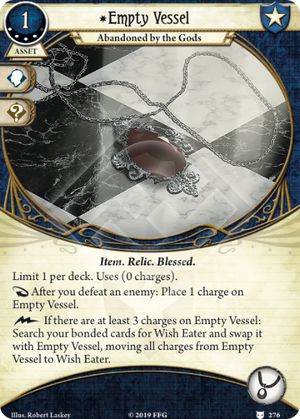 1
*Empty Vessel
ASSET
Abandoned by the Gods
Item. Relic. Blessed.
Limit 1 per deck. Uses (0 charges).
After you defeat an enemy: Place 1 charge on
Empty Vessel.
If there are at least 3 charges on Empty Vessel:
Search your bonded cards for Wish Eater and swap it
with Empty Vessel, moving all charges from Empty
Vessel to Wish Eater.
Illus. Robert Laskey
© 2019 FFG
276